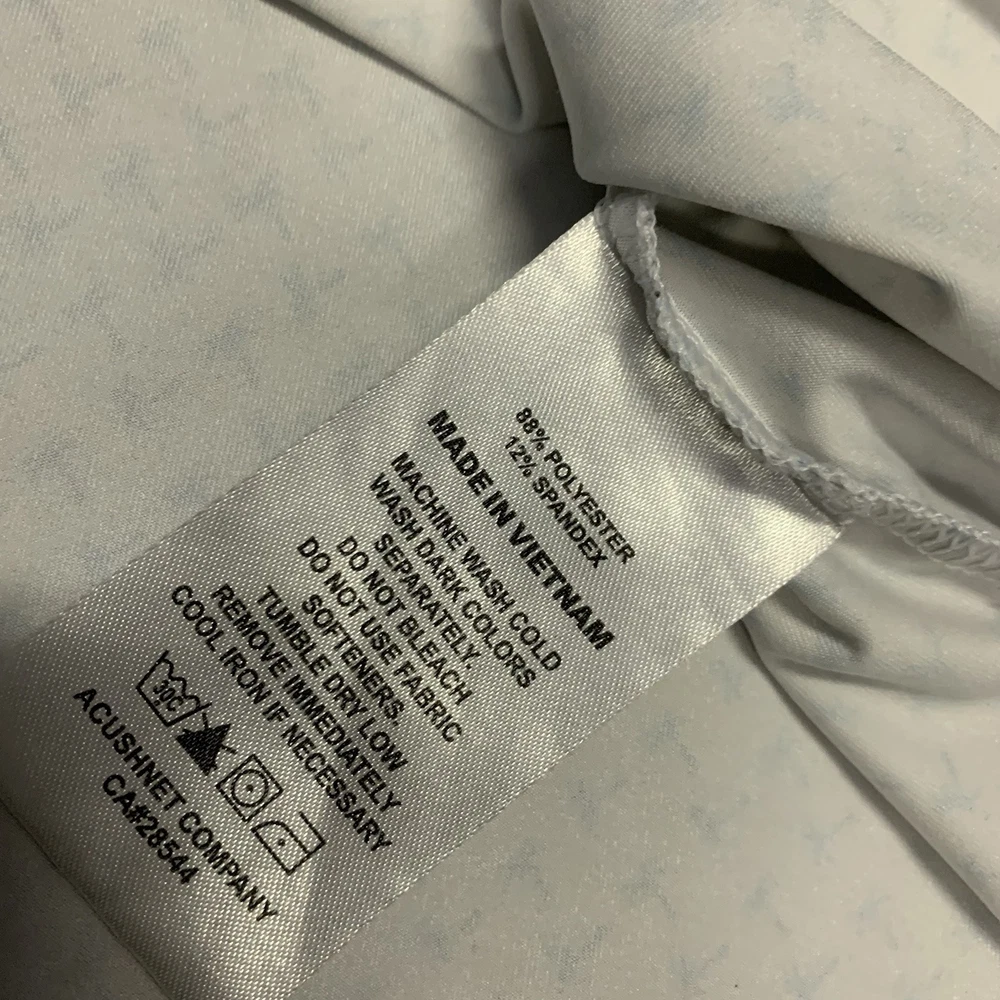 88% POLYESTER
12% SPANDEX
MADE IN VIETNAM
MACHINE WASH COLD
WASH DARK COLORS
SEPARATELY.
DO NOT BLEACH
DO NOT USE FABRIC
SOFTENERS.
TUMBLE DRY LOW
REMOVE IMMEDIATELY
COOL IRON IF NECESSARY
30C
ACUSHNET COMPANY
CA#28544